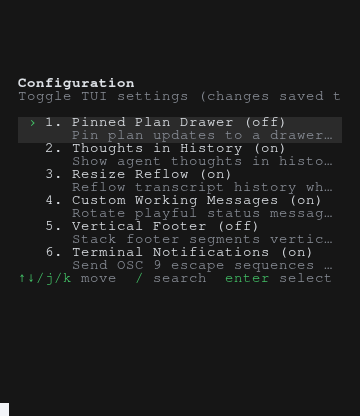 Configuration
Toggle TUI settings (changes saved t
› 1. Pinned Plan Drawer (off)
Pin plan updates to a drawer…
2. Thoughts in History (on)
Show agent thoughts in histo…
3. Resize Reflow (on)
Reflow transcript history wh…
4. Custom Working Messages (on)
Rotate playful status messag…
5. Vertical Footer (off)
Stack footer segments vertic…
6. Terminal Notifications (on)
Send OSC 9 escape sequences …
↑↓/j/k move / search enter select